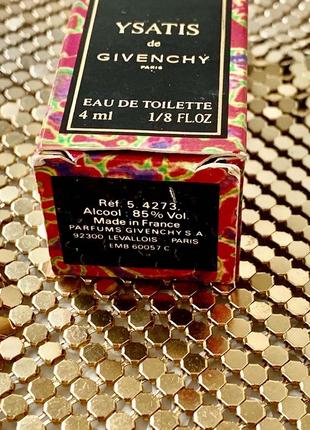 YSATIS
de
GIVENCHY
PARIS
EAU DE TOILETTE
4 ml 1/8 FL.OZ
Réf. 5. 4273.
Alcool : 85% Vol.
Made in France
PARFUMS GIVENCHY S A
92300 LEVALLOIS - PARIS
EMB 60057 C